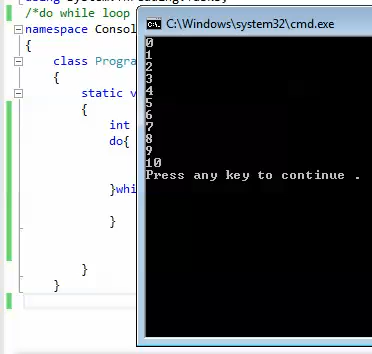 /*do while loop
namespace Consol
{
class Progra
{
static v
{
int
do{
}whi
}
}
}
C:\Windows\system32\cmd.exe
0
1
2
3
4
5
6
7
8
9
10
Press any key to continue .